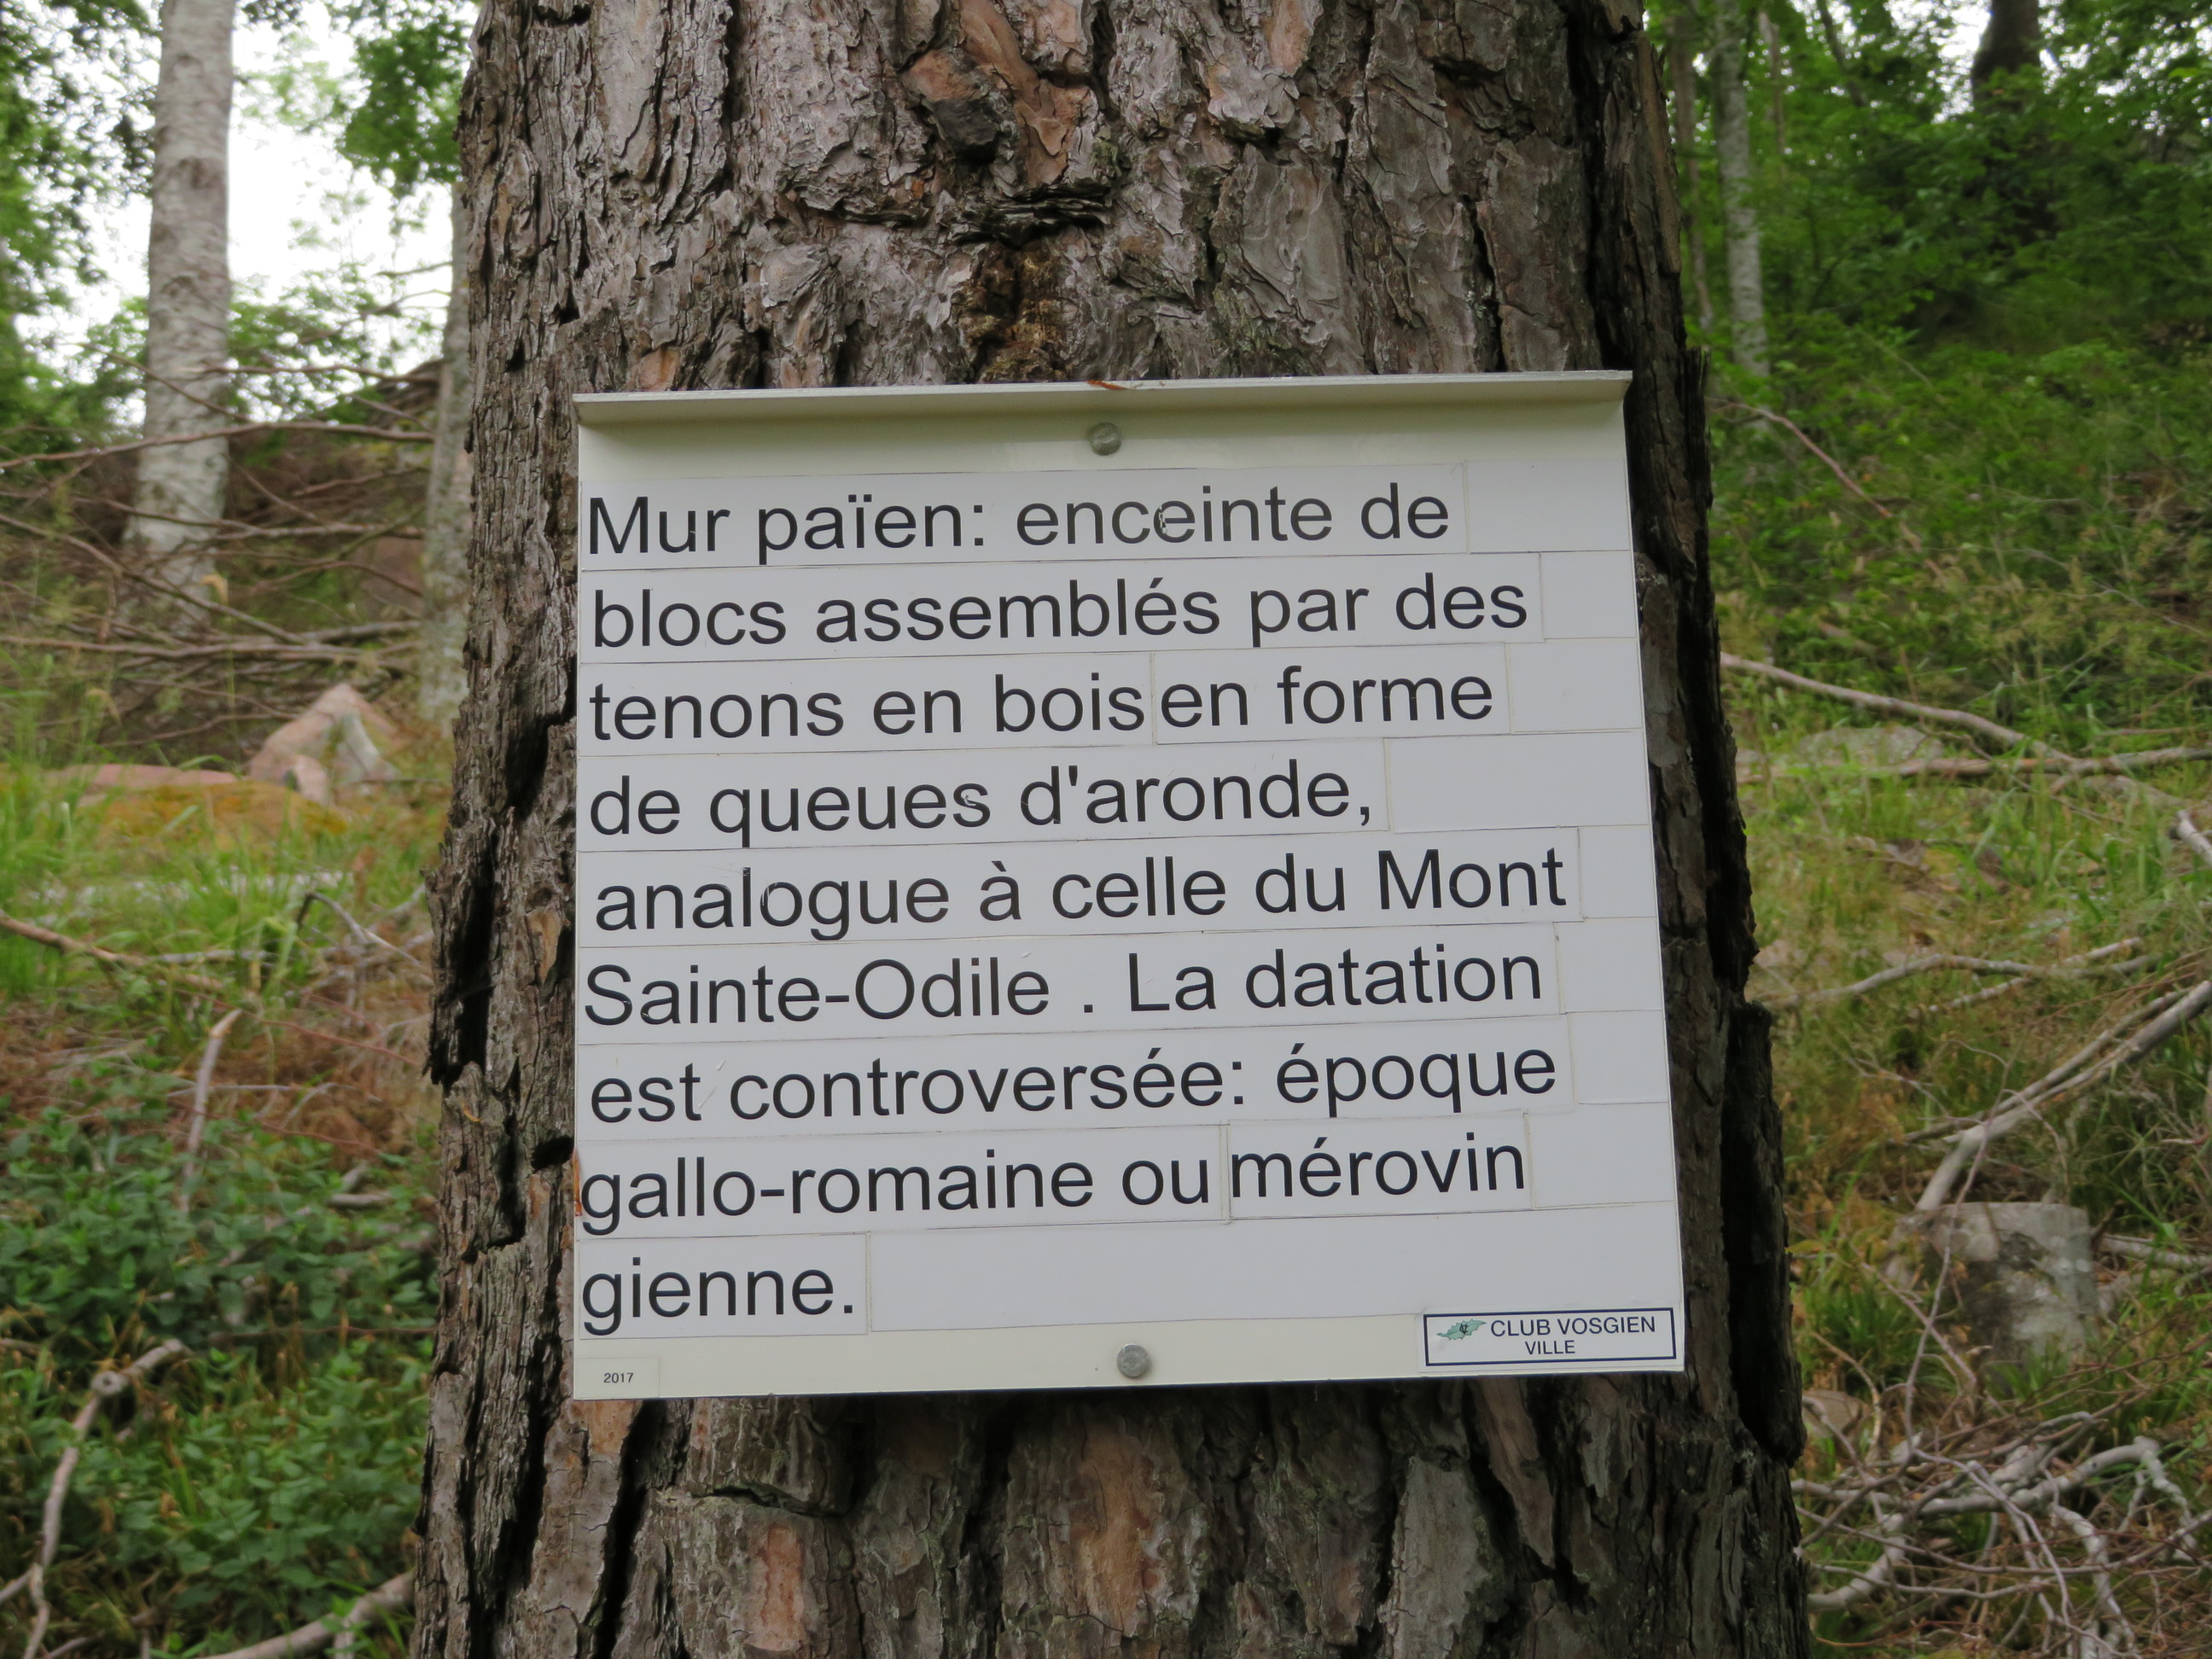 Mur païen: enceinte de
blocs assemblés par des
tenons en bois en forme
de queues d'aronde,
analogue à celle du Mont
Sainte-Odile . La datation
est controversée: époque
gallo-romaine ou mérovin
gienne.
CLUB VOSGIEN
VILLE
2017